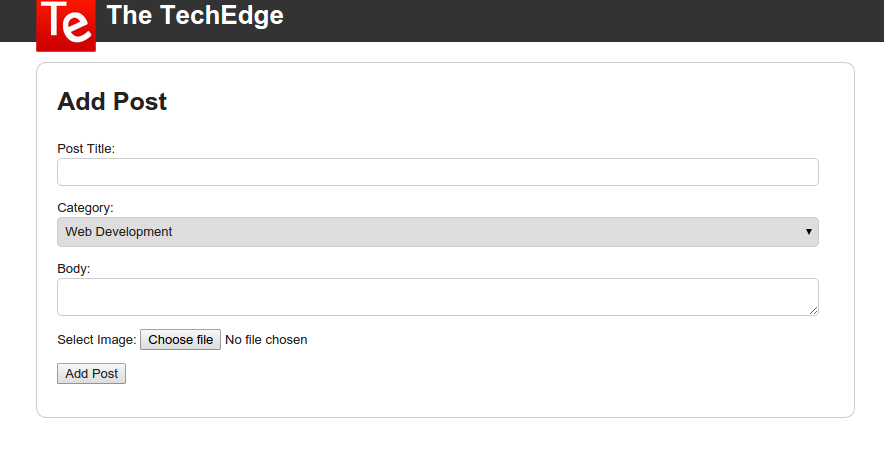 Te The TechEdge
Add Post
Post Title:
Category:
Web Development
Body:
Select Image: Choose file No file chosen
Add Post